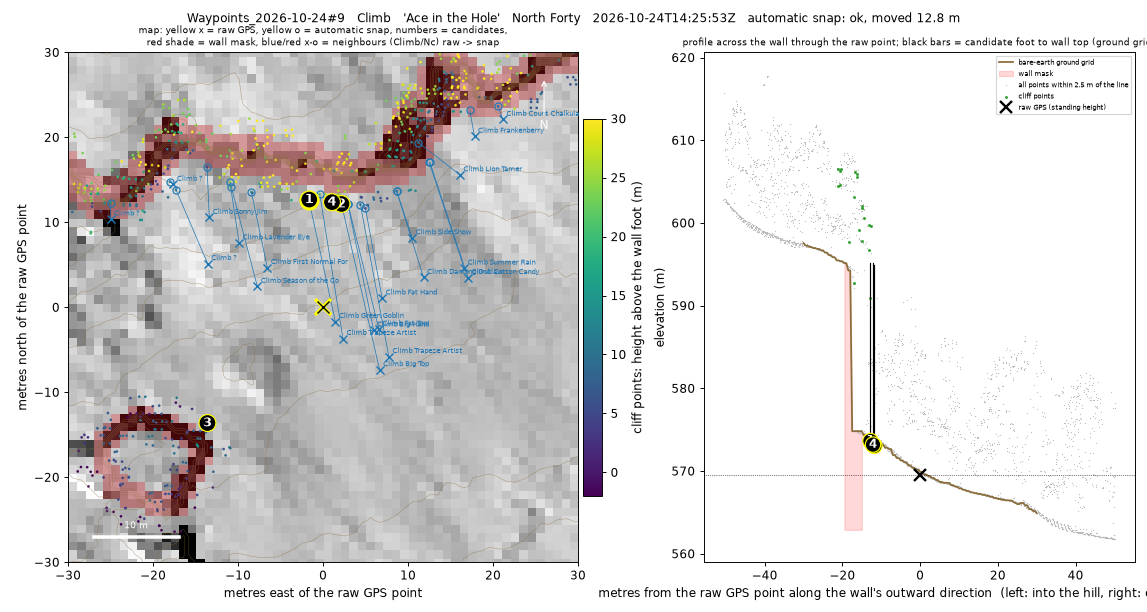 Waypoints_2026-10-24#9 Climb 'Ace in the Hole' North Forty 2026-10-24T14:25:53Z automatic snap: ok, moved 12.8 m
map: yellow x = raw GPS, yellow o = automatic snap, numbers = candidates,
red shade = wall mask, blue/red x-o = neighbours (Climb/Nc) raw -> snap
profile across the wall through the raw point; black bars = candidate foot to wall top (ground gri
Climb Court Chalkula
N
Climb Frankenberry
Climb Lion Tamer
Climb ?
Climb ?
Climb Sonny Jim
Climb Lavender Eye
Climb Side Show
Climb ?
Climb First Normal For
Climb Summer Rain
Climb Cotton Candy
Climb Season of the Co
Climb Fat Hand
Climb Green Goblin
Climb Trapese Artist
Climb Trapese Artist
Climb Big Top
1
4
2
3
10 m
30
20
10
0
−10
−20
−30
−30 −20 −10 0 10 20 30
metres north of the raw GPS point
metres east of the raw GPS point
30
25
20
15
10
5
0
cliff points: height above the wall foot (m)
bare-earth ground grid
wall mask
all points within 2.5 m of the line
cliff points
raw GPS (standing height)
4
620
610
600
590
580
570
560
elevation (m)
−40 −20 0 20 40
metres from the raw GPS point along the wall's outward direction (left: into the hill, right: